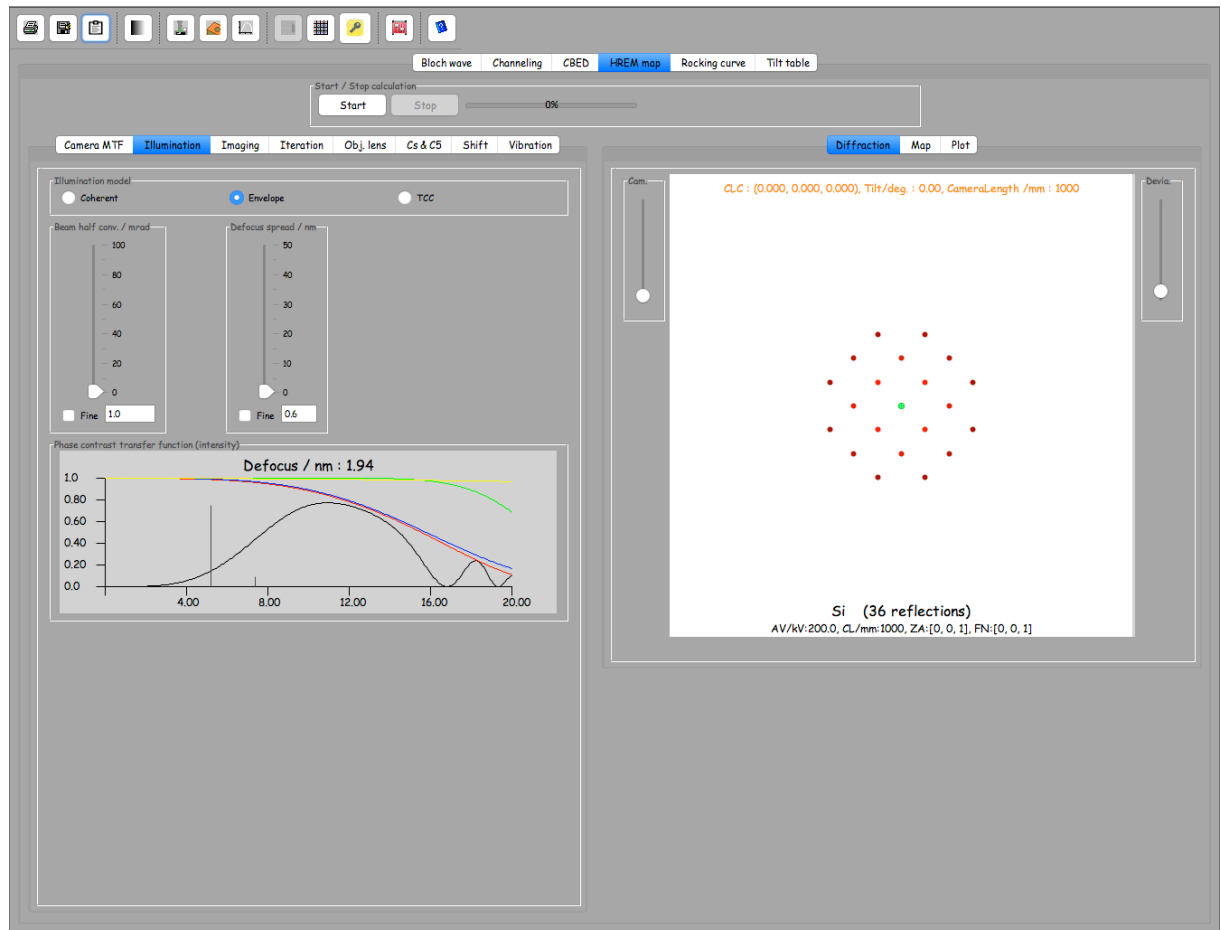 Bloch wave Channeling CBED HREM map Rocking curve Tilt table
Start / Stop calculation
Start Stop 0%
Camera MTF Illumination Imaging Iteration Obj. lens Cs & C5 Shift Vibration
Diffraction Map Plot
Illumination model
Coherent Envelope TCC
Beam half conv. / mrad
100
80
60
40
20
0
Fine 1.0
Defocus spread / nm
50
40
30
20
10
0
Fine 0.6
Phase contrast transfer function (intensity)
Defocus / nm : 1.94
1.0
0.80
0.60
0.40
0.20
0.0
4.00 8.00 12.00 16.00 20.00
Cam.
CLC : (0.000, 0.000, 0.000), Tilt/deg. : 0.00, CameraLength /mm : 1000
Devia.
Si (36 reflections)
AV/kV:200.0, CL/mm:1000, ZA:[0, 0, 1], FN:[0, 0, 1]